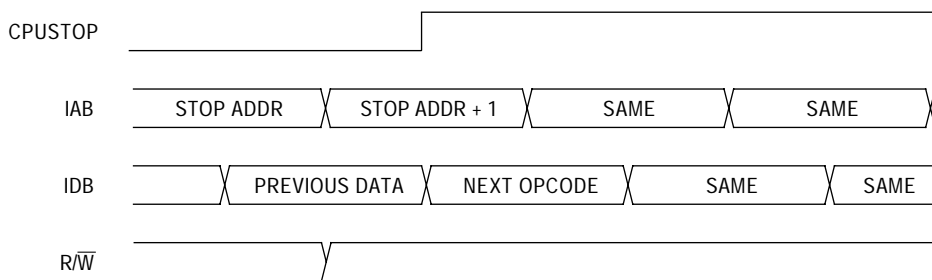 CPUSTOP
IAB STOP ADDR STOP ADDR + 1 SAME SAME
IDB PREVIOUS DATA NEXT OPCODE SAME SAME
R/W̅